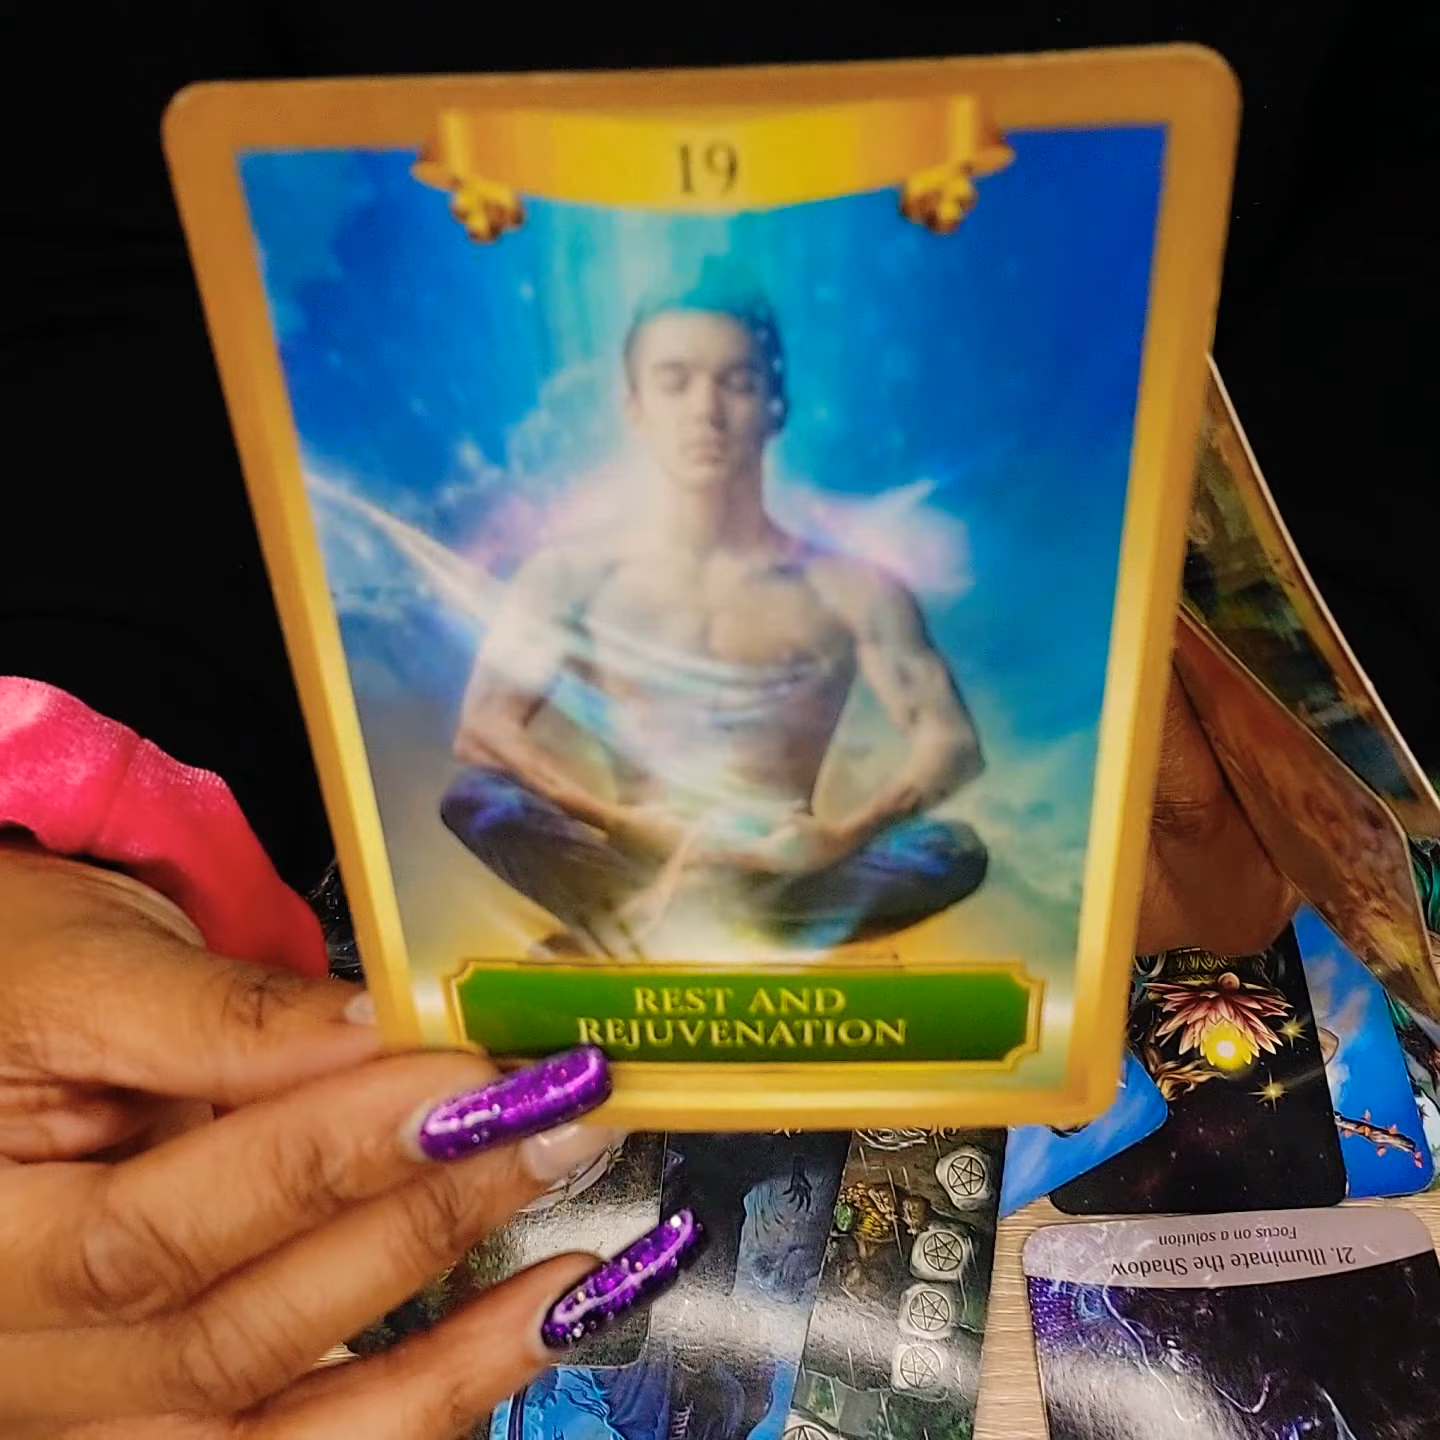 19
REST AND
REJUVENATION
21. Illuminate the Shadow
Focus on a solution